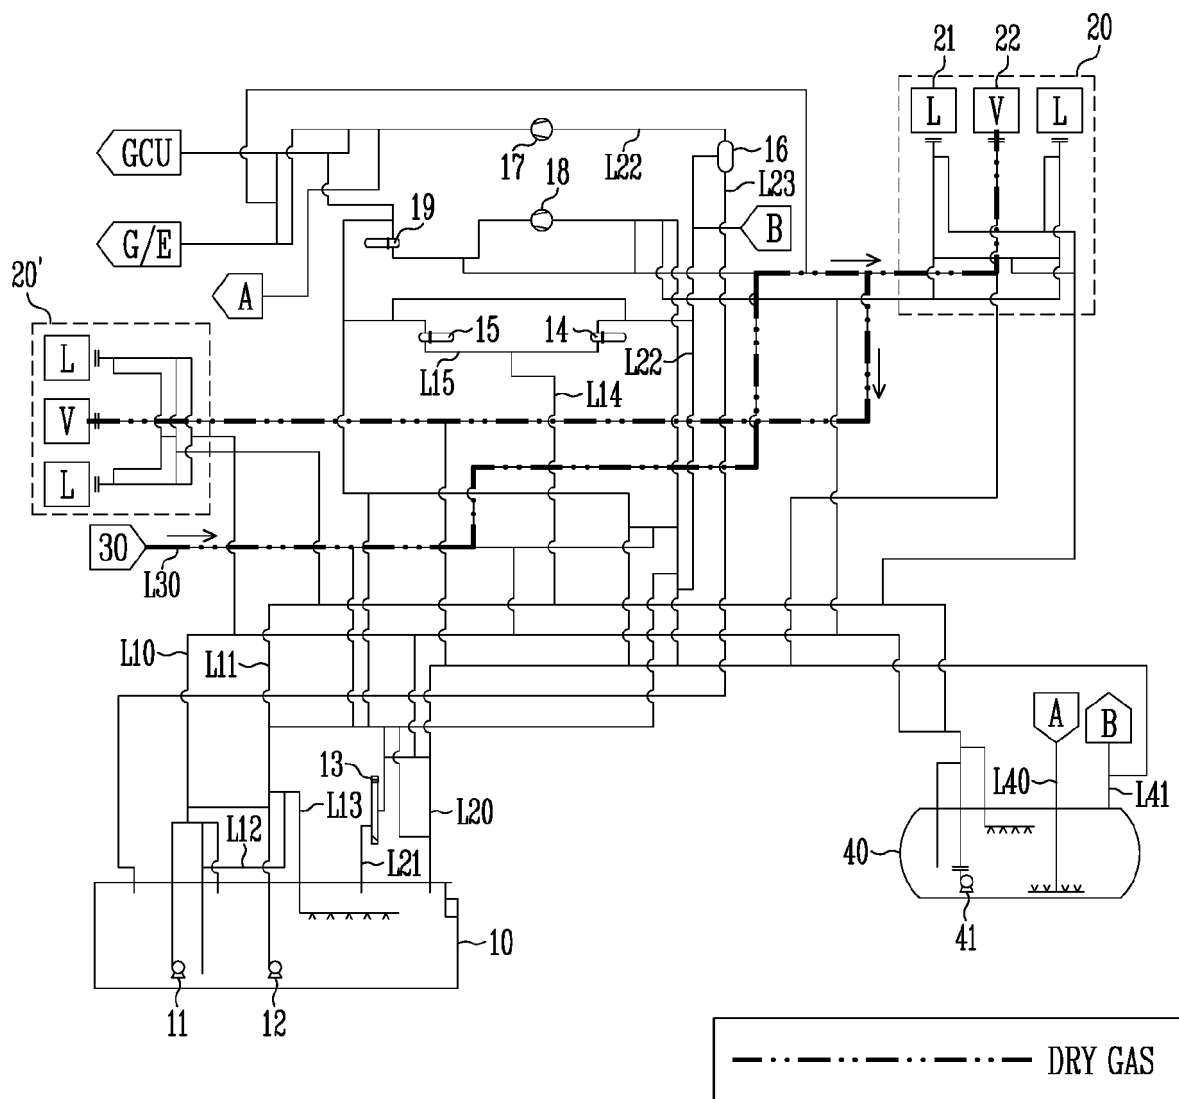 21 22 20
L V L
GCU
17 L22 16
18 L23
19
G/E
B
A
20'
L
15 14
L15 L22
L14
V
L
30
L30
L10 L11
13
L13
L12 L20
L21
A B
L40 L41
40
10
41
11 12
DRY GAS